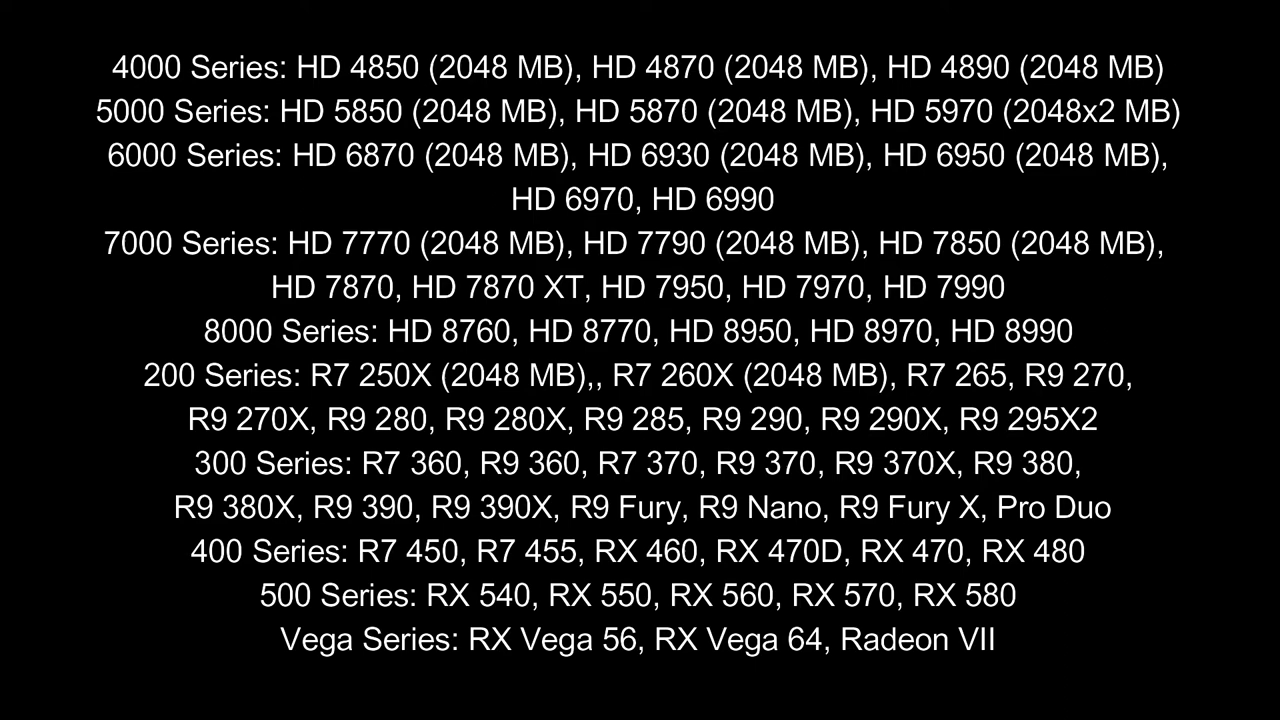 4000 Series: HD 4850 (2048 MB), HD 4870 (2048 MB), HD 4890 (2048 MB)
5000 Series: HD 5850 (2048 MB), HD 5870 (2048 MB), HD 5970 (2048x2 MB)
6000 Series: HD 6870 (2048 MB), HD 6930 (2048 MB), HD 6950 (2048 MB),
HD 6970, HD 6990
7000 Series: HD 7770 (2048 MB), HD 7790 (2048 MB), HD 7850 (2048 MB),
HD 7870, HD 7870 XT, HD 7950, HD 7970, HD 7990
8000 Series: HD 8760, HD 8770, HD 8950, HD 8970, HD 8990
200 Series: R7 250X (2048 MB),, R7 260X (2048 MB), R7 265, R9 270,
R9 270X, R9 280, R9 280X, R9 285, R9 290, R9 290X, R9 295X2
300 Series: R7 360, R9 360, R7 370, R9 370, R9 370X, R9 380,
R9 380X, R9 390, R9 390X, R9 Fury, R9 Nano, R9 Fury X, Pro Duo
400 Series: R7 450, R7 455, RX 460, RX 470D, RX 470, RX 480
500 Series: RX 540, RX 550, RX 560, RX 570, RX 580
Vega Series: RX Vega 56, RX Vega 64, Radeon VII